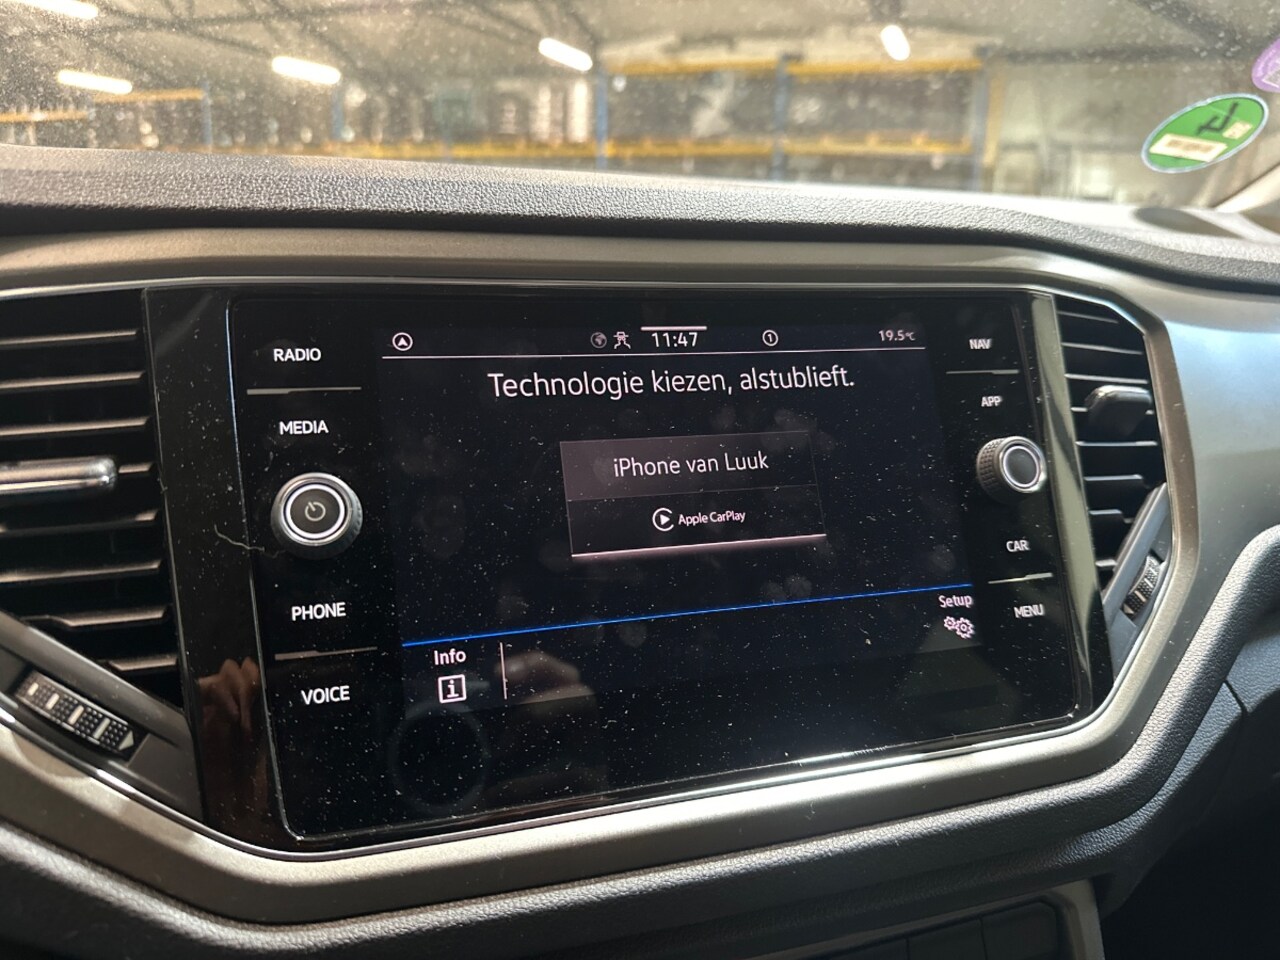 RADIO
MEDIA
PHONE
VOICE
11:47
1
19.5°C
Technologie kiezen, alstublieft.
iPhone van Luuk
Apple CarPlay
Info
i
Setup
NAV
APP
CAR
MENU